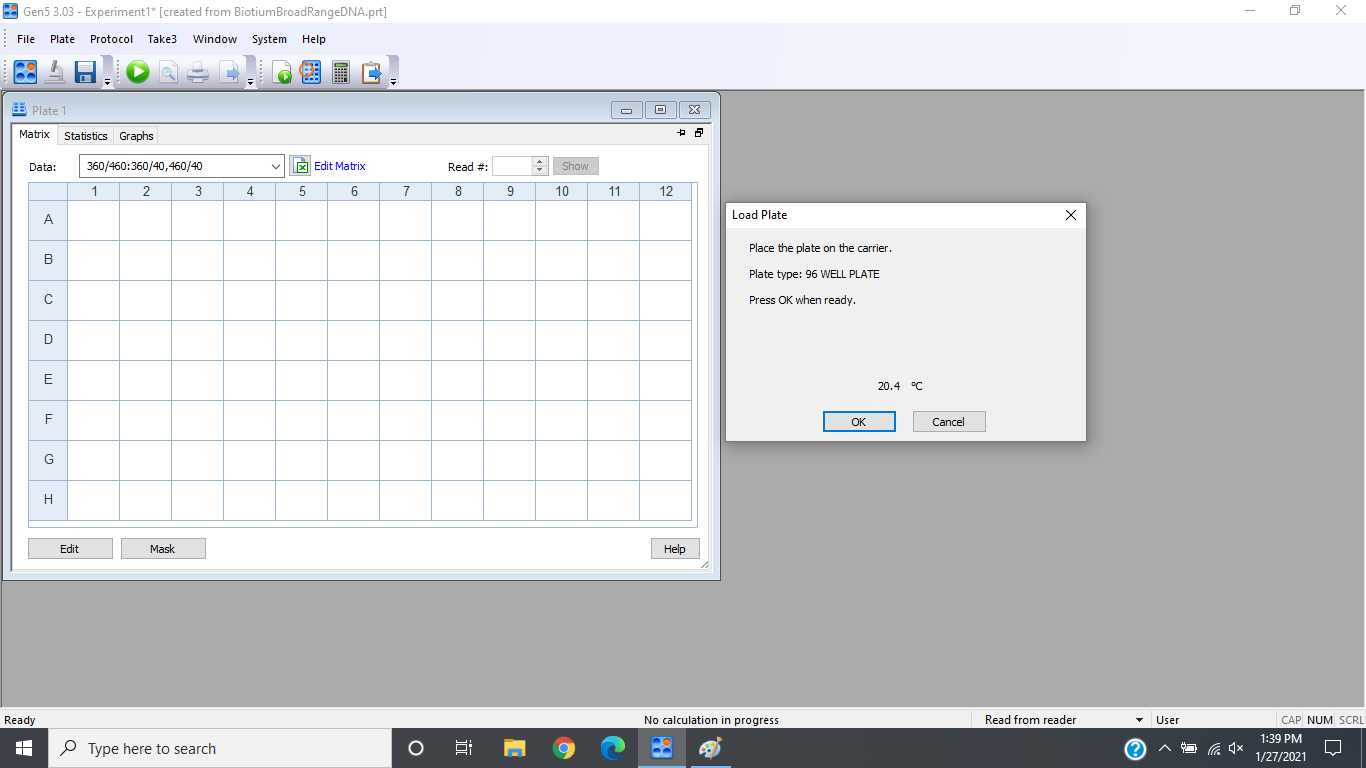 Gen5 3.03 - Experiment1* [created from BiotiumBroadRangeDNA.prt]
File Plate Protocol Take3 Window System Help
Plate 1
Matrix Statistics Graphs
Data: 360/460:360/40,460/40 Edit Matrix Read #: Show
1 2 3 4 5 6 7 8 9 10 11 12
A
B
C
D
E
F
G
H
Edit Mask Help
Load Plate
Place the plate on the carrier.
Plate type: 96 WELL PLATE
Press OK when ready.
20.4 ºC
OK Cancel
Ready No calculation in progress Read from reader User CAP NUM SCRL
Type here to search
1:39 PM
1/27/2021